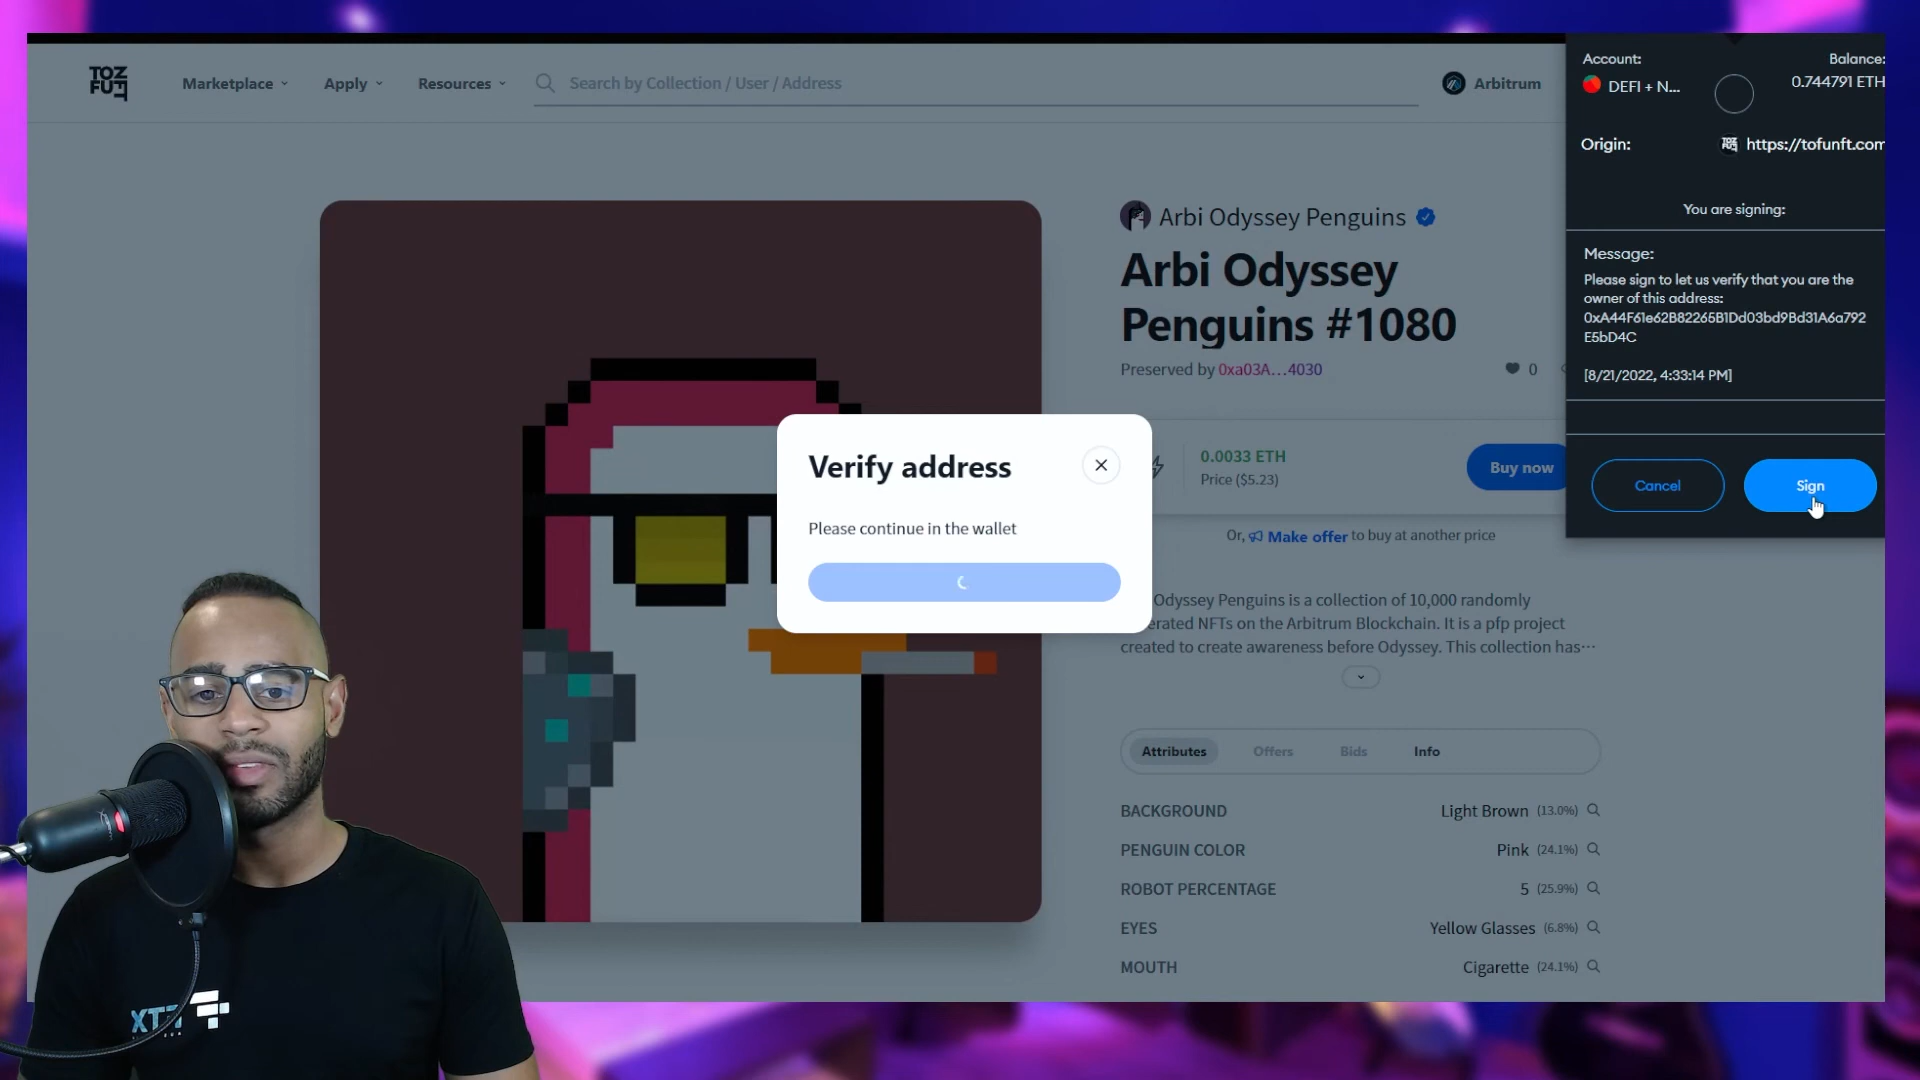 TOZ
FUFT
Marketplace
Apply
Resources
Search by Collection / User / Address
Arbitrum
Account:
Balance:
DEFI + N...
0.744791 ETH
Origin:
https://tofunft.com
You are signing:
Message:
Please sign to let us verify that you are the
owner of this address:
0xA44F61e62B82265B1Dd03bd9Bd31A6a792
E5bD4C
[8/21/2022, 4:33:14 PM]
Cancel
Sign
Arbi Odyssey Penguins
Arbi Odyssey
Penguins #1080
Preserved by 0xa03A...4030
0
0.0033 ETH
Price ($5.23)
Buy now
Or, Make offer to buy at another price
Verify address
Please continue in the wallet
Odyssey Penguins is a collection of 10,000 randomly
erated NFTs on the Arbitrum Blockchain. It is a pfp project
created to create awareness before Odyssey. This collection has···
Attributes
Offers
Bids
Info
BACKGROUND
Light Brown (13.0%)
PENGUIN COLOR
Pink (24.1%)
ROBOT PERCENTAGE
5 (25.9%)
EYES
Yellow Glasses (6.8%)
MOUTH
Cigarette (24.1%)